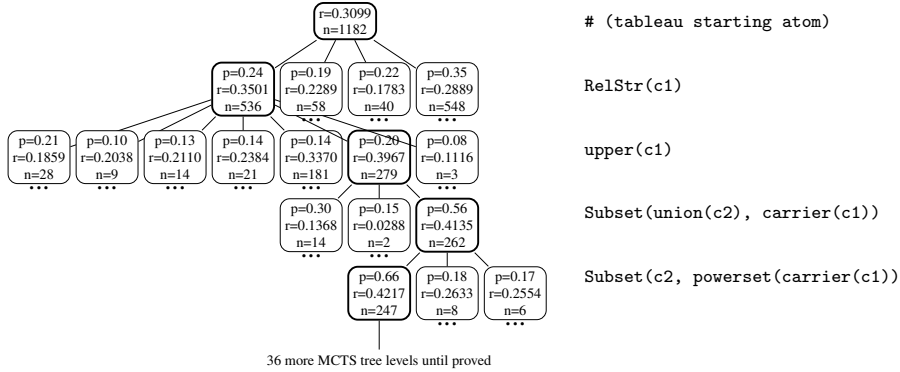 r=0.3099
n=1182
# (tableau starting atom)
p=0.24
r=0.3501
n=536
p=0.19
r=0.2289
n=58
p=0.22
r=0.1783
n=40
p=0.35
r=0.2889
n=548
RelStr(c1)
p=0.21
r=0.1859
n=28
p=0.10
r=0.2038
n=9
p=0.13
r=0.2110
n=14
p=0.14
r=0.2384
n=21
p=0.14
r=0.3370
n=181
p=0.20
r=0.3967
n=279
p=0.08
r=0.1116
n=3
upper(c1)
p=0.30
r=0.1368
n=14
p=0.15
r=0.0288
n=2
p=0.56
r=0.4135
n=262
Subset(union(c2), carrier(c1))
p=0.66
r=0.4217
n=247
p=0.18
r=0.2633
n=8
p=0.17
r=0.2554
n=6
Subset(c2, powerset(carrier(c1))
36 more MCTS tree levels until proved